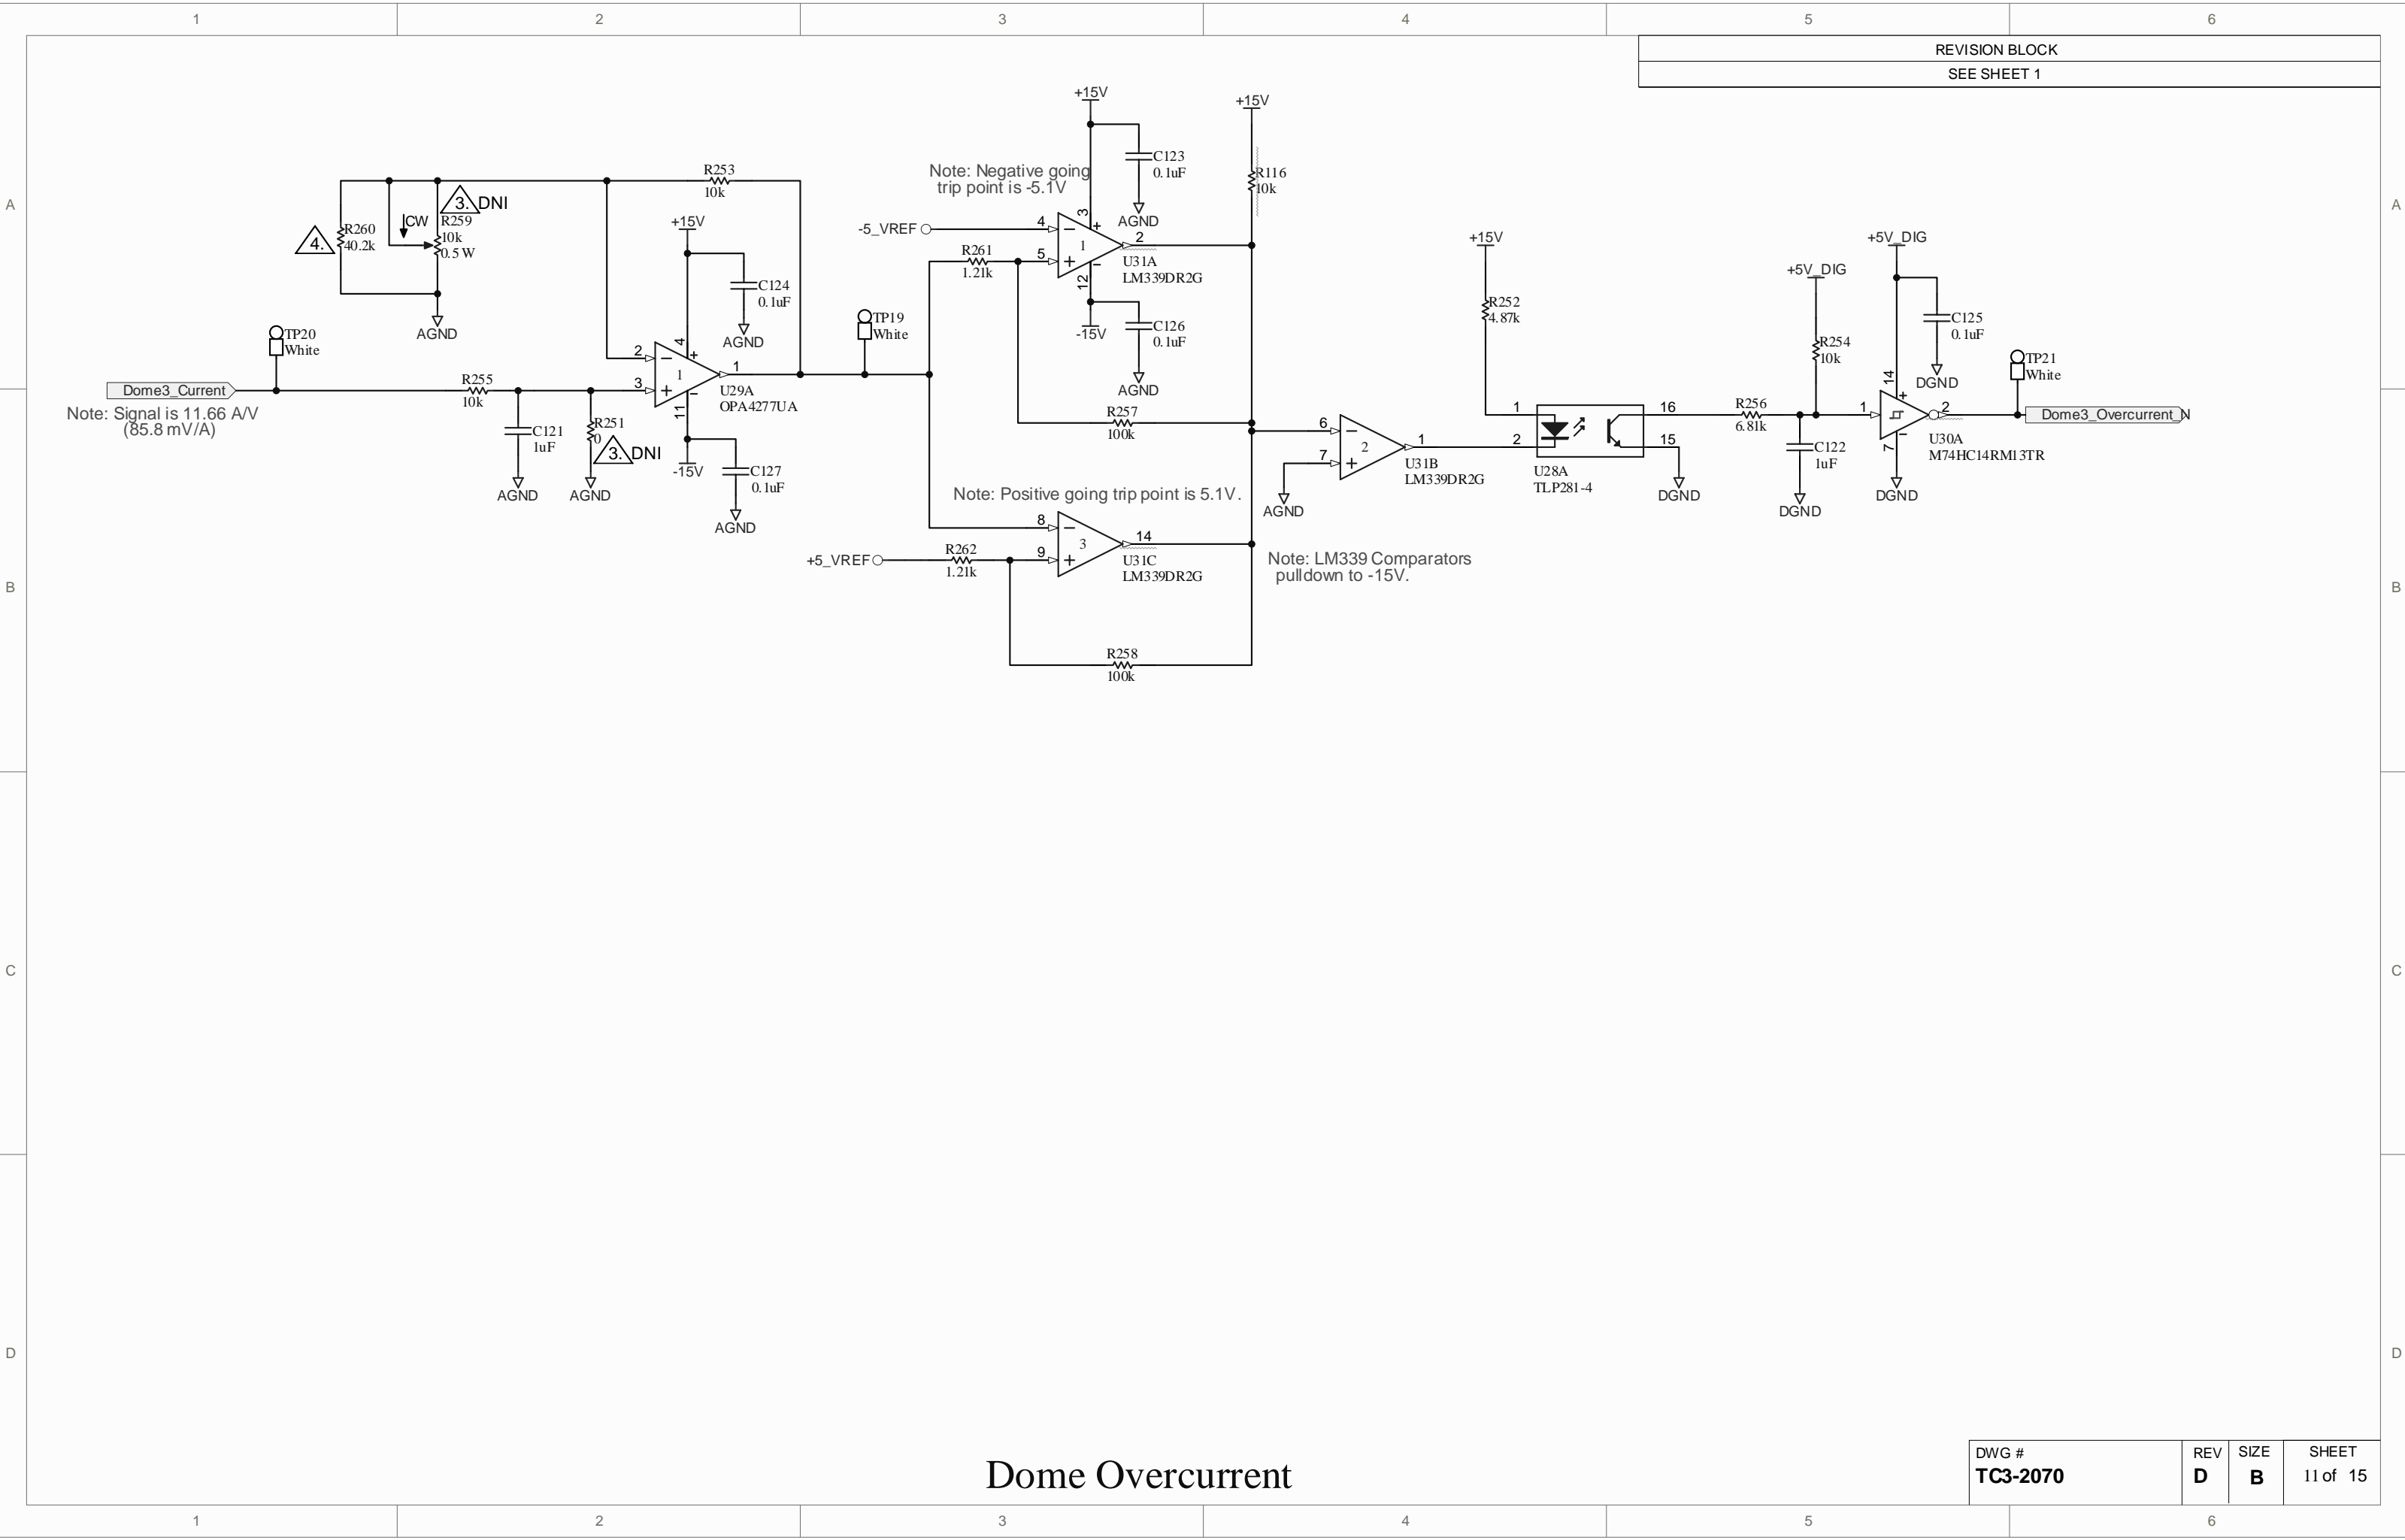 1 2 3 4 5 6
REVISION BLOCK
SEE SHEET 1
A
A
+15V
+15V
C123
0.1uF
AGND
Note: Negative going
trip point is -5.1V
R116
10k
R253
10k
3. DNI
CW
R259
10k
0.5 W
4.
R260
40.2k
AGND
+15V
C124
0.1uF
AGND
-5_VREF
4
3
+
−
1
2
5
+
−
12
U31A
LM339DR2G
R261
1.21k
-15V
C126
0.1uF
AGND
TP20
White
TP19
White
2
−
4
+
1
1
3
+
−
11
U29A
OPA4277UA
Dome3_Current
Note: Signal is 11.66 A/V
(85.8 mV/A)
R255
10k
C121
1uF
AGND
R251
0
3. DNI
AGND
-15V
C127
0.1uF
AGND
R257
100k
+15V
R252
4.87k
6
−
2
1
7
+
U31B
LM339DR2G
AGND
1
2
16
15
U28A
TLP281-4
DGND
+5V_DIG
R254
10k
R256
6.81k
C122
1uF
DGND
+5V_DIG
C125
0.1uF
DGND
14
+
1
2
−
7
U30A
M74HC14RM13TR
DGND
TP21
White
Dome3_Overcurrent_N
Note: Positive going trip point is 5.1V.
8
−
3
14
9
+
U31C
LM339DR2G
+5_VREF
R262
1.21k
Note: LM339 Comparators
pulldown to -15V.
R258
100k
B
B
C
C
D
D
Dome Overcurrent
DWG #
TC3-2070
REV
D
SIZE
B
SHEET
11 of 15
1 2 3 4 5 6